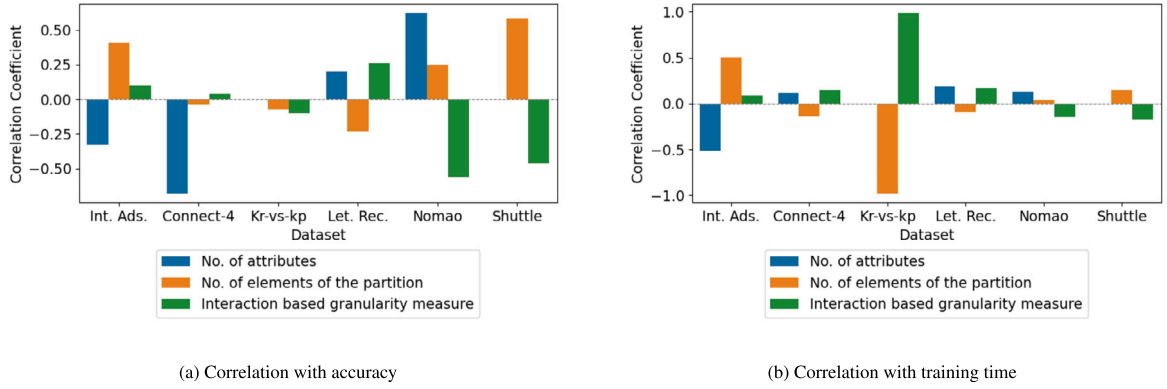 Correlation Coefficient
0.50
0.25
0.00
−0.25
−0.50
Int. Ads. Connect-4 Kr-vs-kp Let. Rec. Nomao Shuttle
Dataset
No. of attributes
No. of elements of the partition
Interaction based granularity measure
(a) Correlation with accuracy
Correlation Coefficient
1.0
0.5
0.0
−0.5
−1.0
Int. Ads. Connect-4 Kr-vs-kp Let. Rec. Nomao Shuttle
Dataset
No. of attributes
No. of elements of the partition
Interaction based granularity measure
(b) Correlation with training time